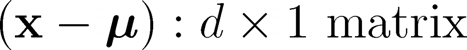 (x − μ) : d × 1 matrix